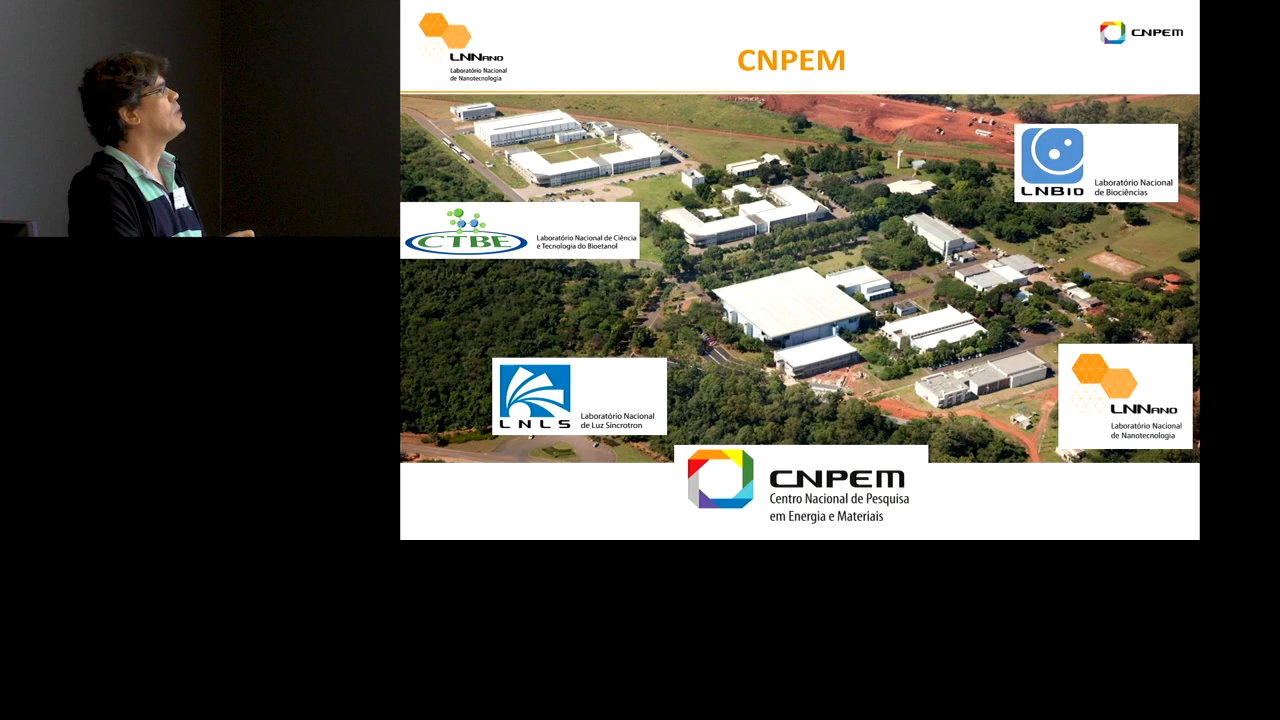 LNNANO
Laboratório Nacional
de Nanotecnologia
CNPEM
CNPEM
LNBIO
Laboratório Nacional
de Biociências
CTBE
Laboratório Nacional de Ciência
e Tecnologia do Bioetanol
LNLS
Laboratório Nacional
de Luz Síncrotron
LNNANO
Laboratório Nacional
de Nanotecnologia
CNPEM
Centro Nacional de Pesquisa
em Energia e Materiais